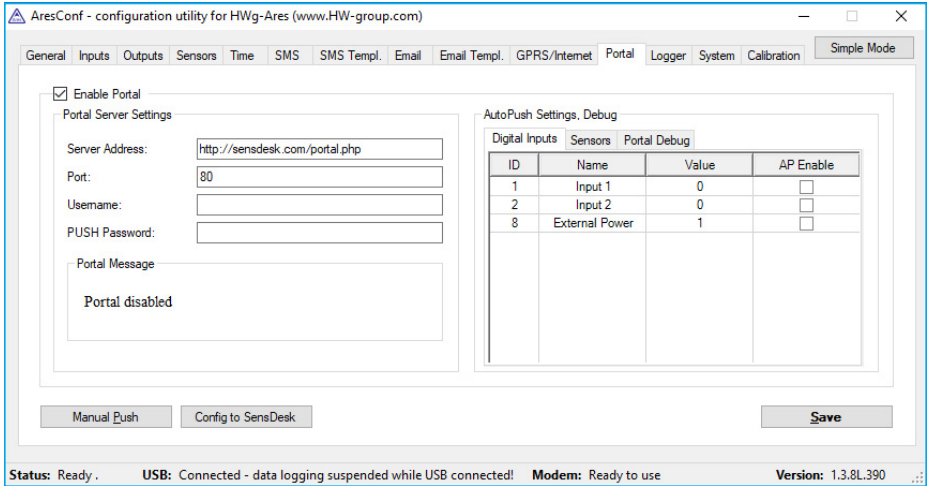 AresConf - configuration utility for HWg-Ares (www.HW-group.com)
General Inputs Outputs Sensors Time SMS SMS Templ. Email Email Templ. GPRS/Internet Portal Logger System Calibration Simple Mode
Enable Portal
Portal Server Settings
Server Address: http://sensdesk.com/portal.php
Port: 80
Username:
PUSH Password:
Portal Message
Portal disabled
AutoPush Settings, Debug
Digital Inputs Sensors Portal Debug
ID Name Value AP Enable
1 Input 1 0
2 Input 2 0
8 External Power 1
Manual Push Config to SensDesk Save
Status: Ready . USB: Connected - data logging suspended while USB connected! Modem: Ready to use Version: 1.3.8L.390